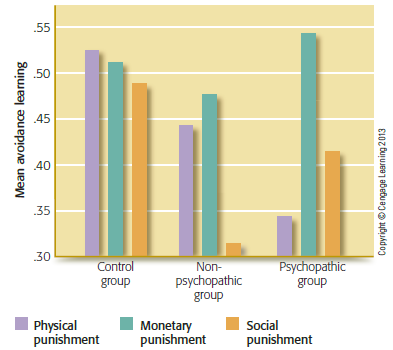 Mean avoidance learning
.55
.50
.45
.40
.35
.30
Control
group
Non-
psychopathic
group
Psychopathic
group
Physical
punishment
Monetary
punishment
Social
punishment
Copyright © Cengage Learning 2013